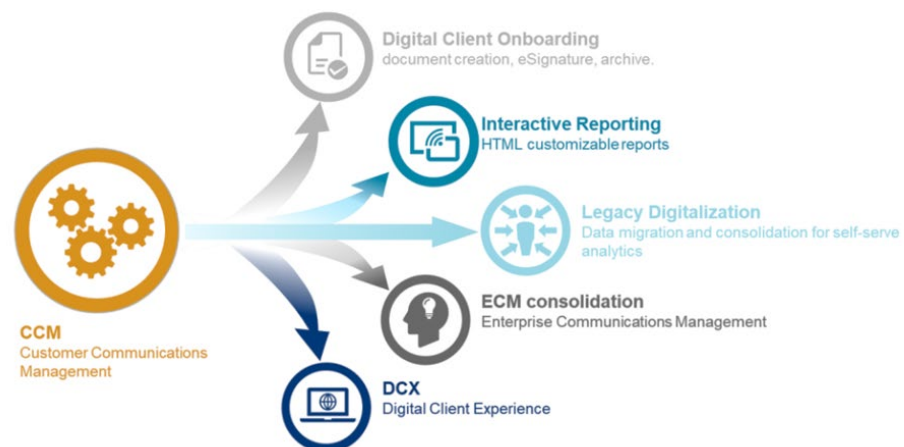 Digital Client Onboarding
document creation, eSignature, archive.
Interactive Reporting
HTML customizable reports
Legacy Digitalization
Data migration and consolidation for self-serve
analytics
ECM consolidation
Enterprise Communications Management
CCM
Customer Communications
Management
DCX
Digital Client Experience